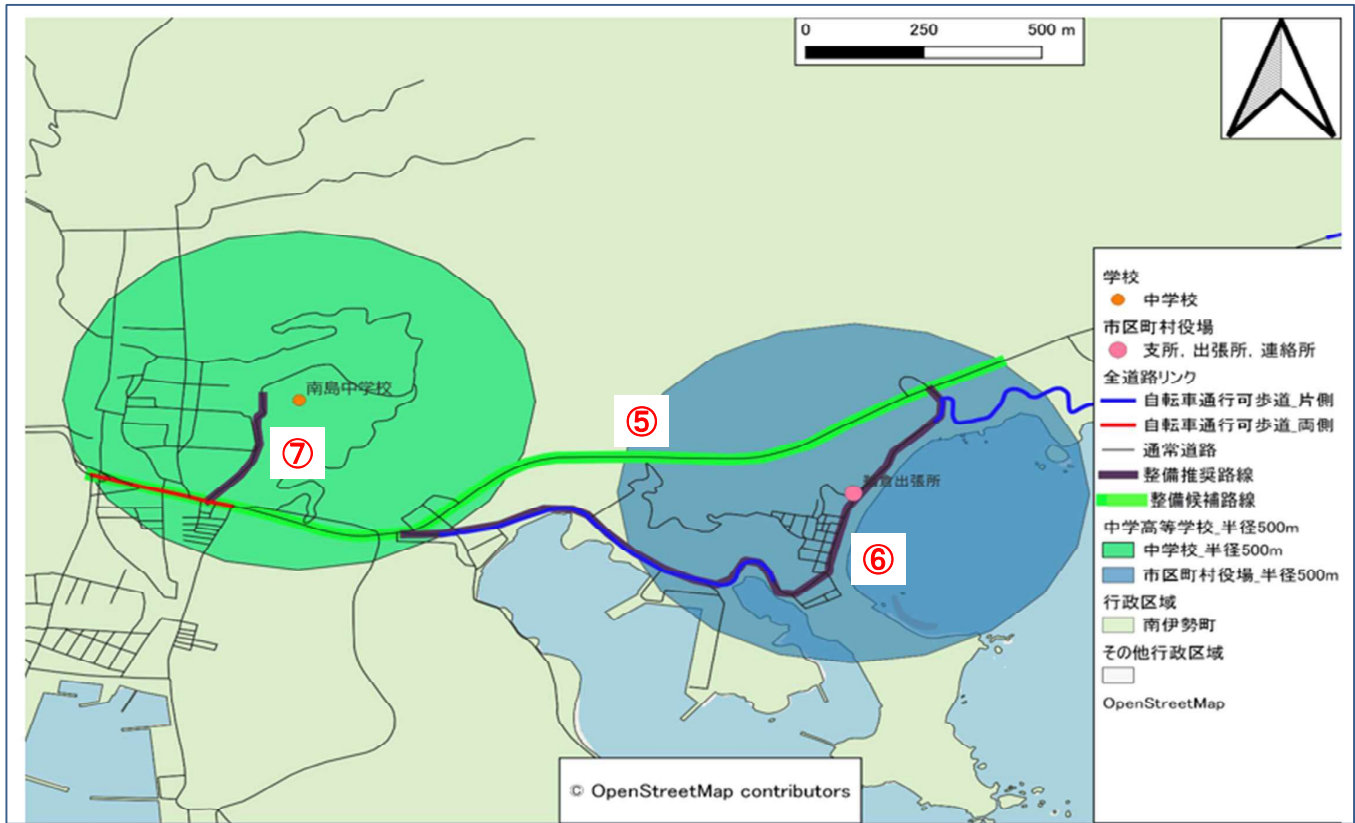 0 250 500 m
南島中学校
⑤
⑦
出張所
⑥
学校
中学校
市区町村役場
支所, 出張所, 連絡所
全道路リンク
自転車通行可歩道_片側
自転車通行可歩道_両側
通常道路
整備推奨路線
整備候補路線
中学高等学校_半径500m
中学校_半径500m
市区町村役場_半径500m
行政区域
南伊勢町
その他行政区域
OpenStreetMap
© OpenStreetMap contributors